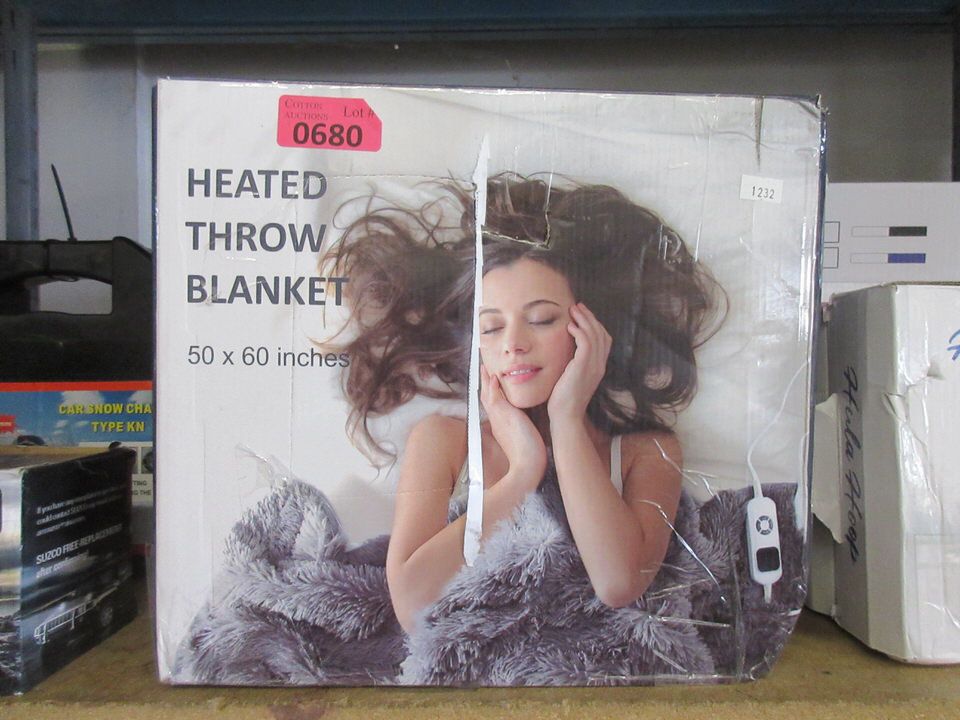 COTTON
AUCTIONS Lot #
0680
HEATED
THROW
BLANKET
50 x 60 inches
1232
CAR SNOW CHA
TYPE KN
SUZCO FREE-REPLACEMENT
Hula Hoop